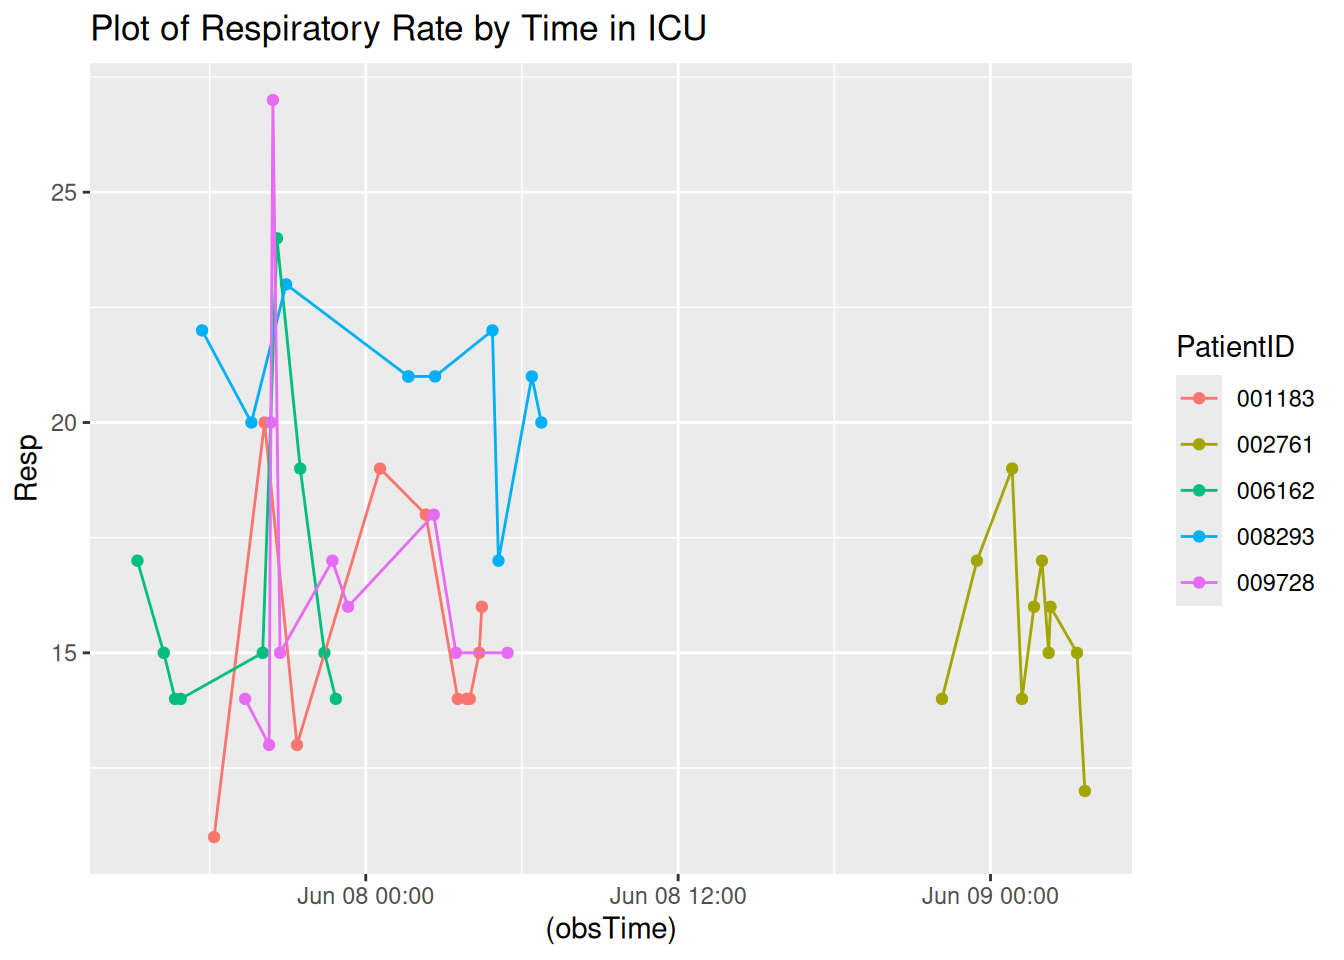 Plot of Respiratory Rate by Time in ICU
25
20
15
Resp
Jun 08 00:00
Jun 08 12:00
Jun 09 00:00
(obsTime)
PatientID
001183
002761
006162
008293
009728